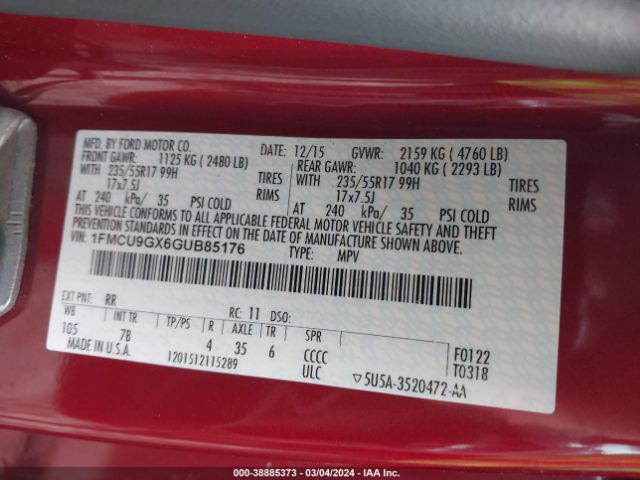 MFD. BY FORD MOTOR CO.
DATE: 12/15 GVWR: 2159 KG ( 4760 LB)
FRONT GAWR: 1125 KG ( 2480 LB) REAR GAWR: 1040 KG ( 2293 LB)
WITH 235/55R17 99H TIRES WITH 235/55R17 99H TIRES
17x7.5J RIMS 17x7.5J RIMS
AT 240 kPa/ 35 PSI COLD AT 240 kPa/ 35 PSI COLD
THIS VEHICLE CONFORMS TO ALL APPLICABLE FEDERAL MOTOR VEHICLE SAFETY AND THEFT
PREVENTION STANDARDS IN EFFECT ON THE DATE OF MANUFACTURE SHOWN ABOVE.
VIN: 1FMCU9GX6GUB85176
TYPE: MPV
EXT PNT: RR RC: 11 DSO:
WB INT TR TP/PS R AXLE TR SPR
105 7B 4 35 6 CCCC F0122
MADE IN U.S.A. 1201512115289 ULC T0318
5U5A-3520472-AA
000-38885373 - 03/04/2024 - IAA Inc.